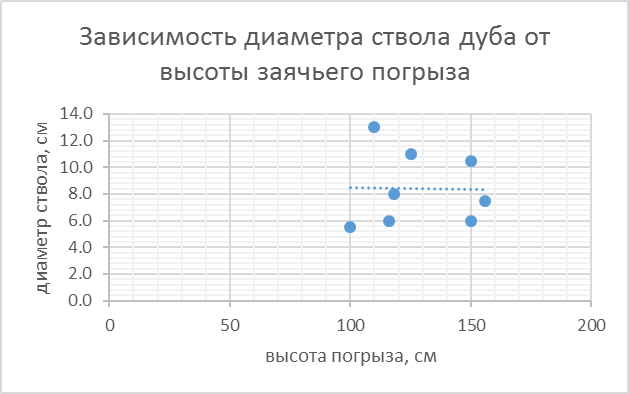 Зависимость диаметра ствола дуба от
высоты заячьего погрыза
диаметр ствола, см
14.0
12.0
10.0
8.0
6.0
4.0
2.0
0.0
0 50 100 150 200
высота погрыза, см